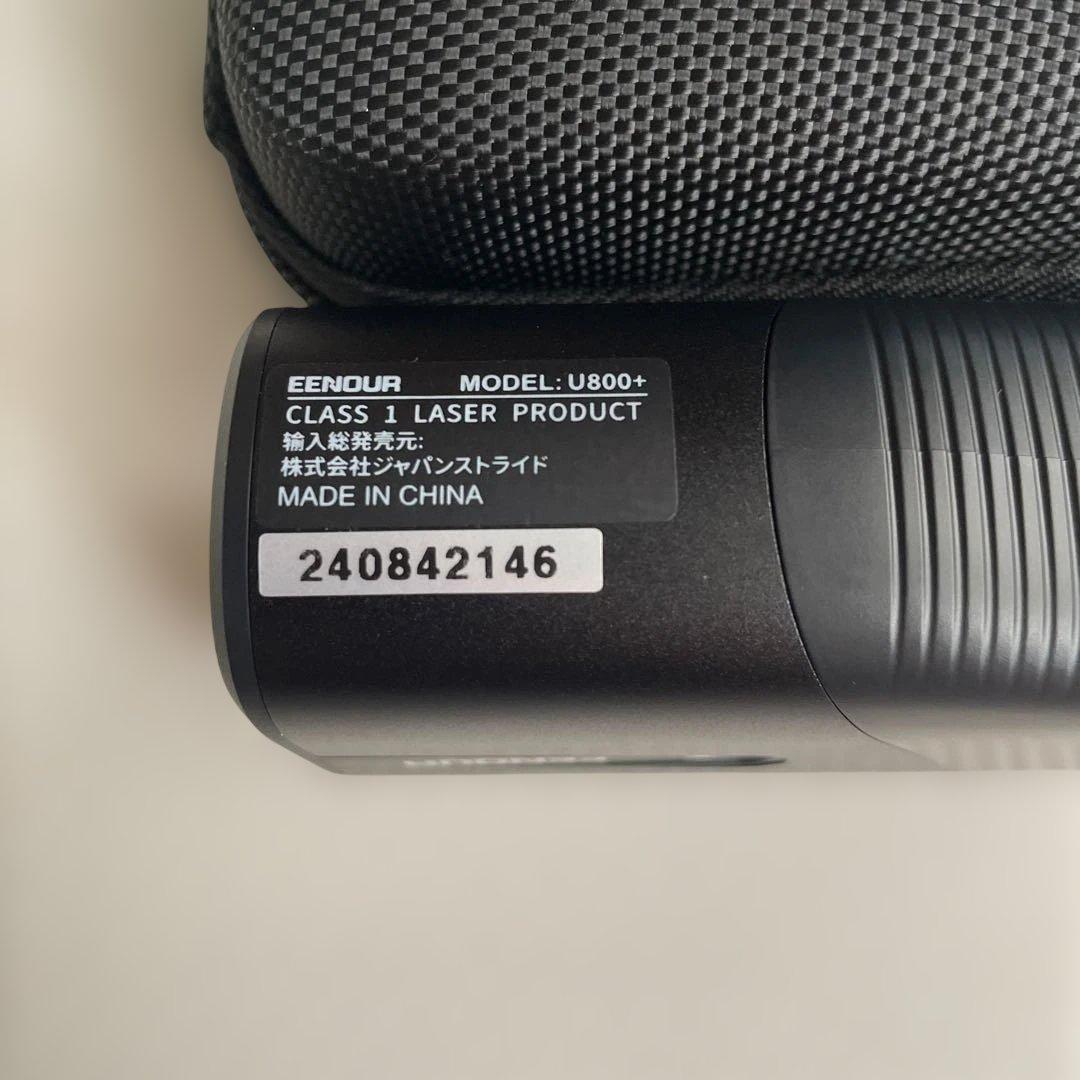 EENOUR MODEL: U800+
CLASS 1 LASER PRODUCT
输入総発売元:
株式会社ジャパンストライド
MADE IN CHINA
240842146